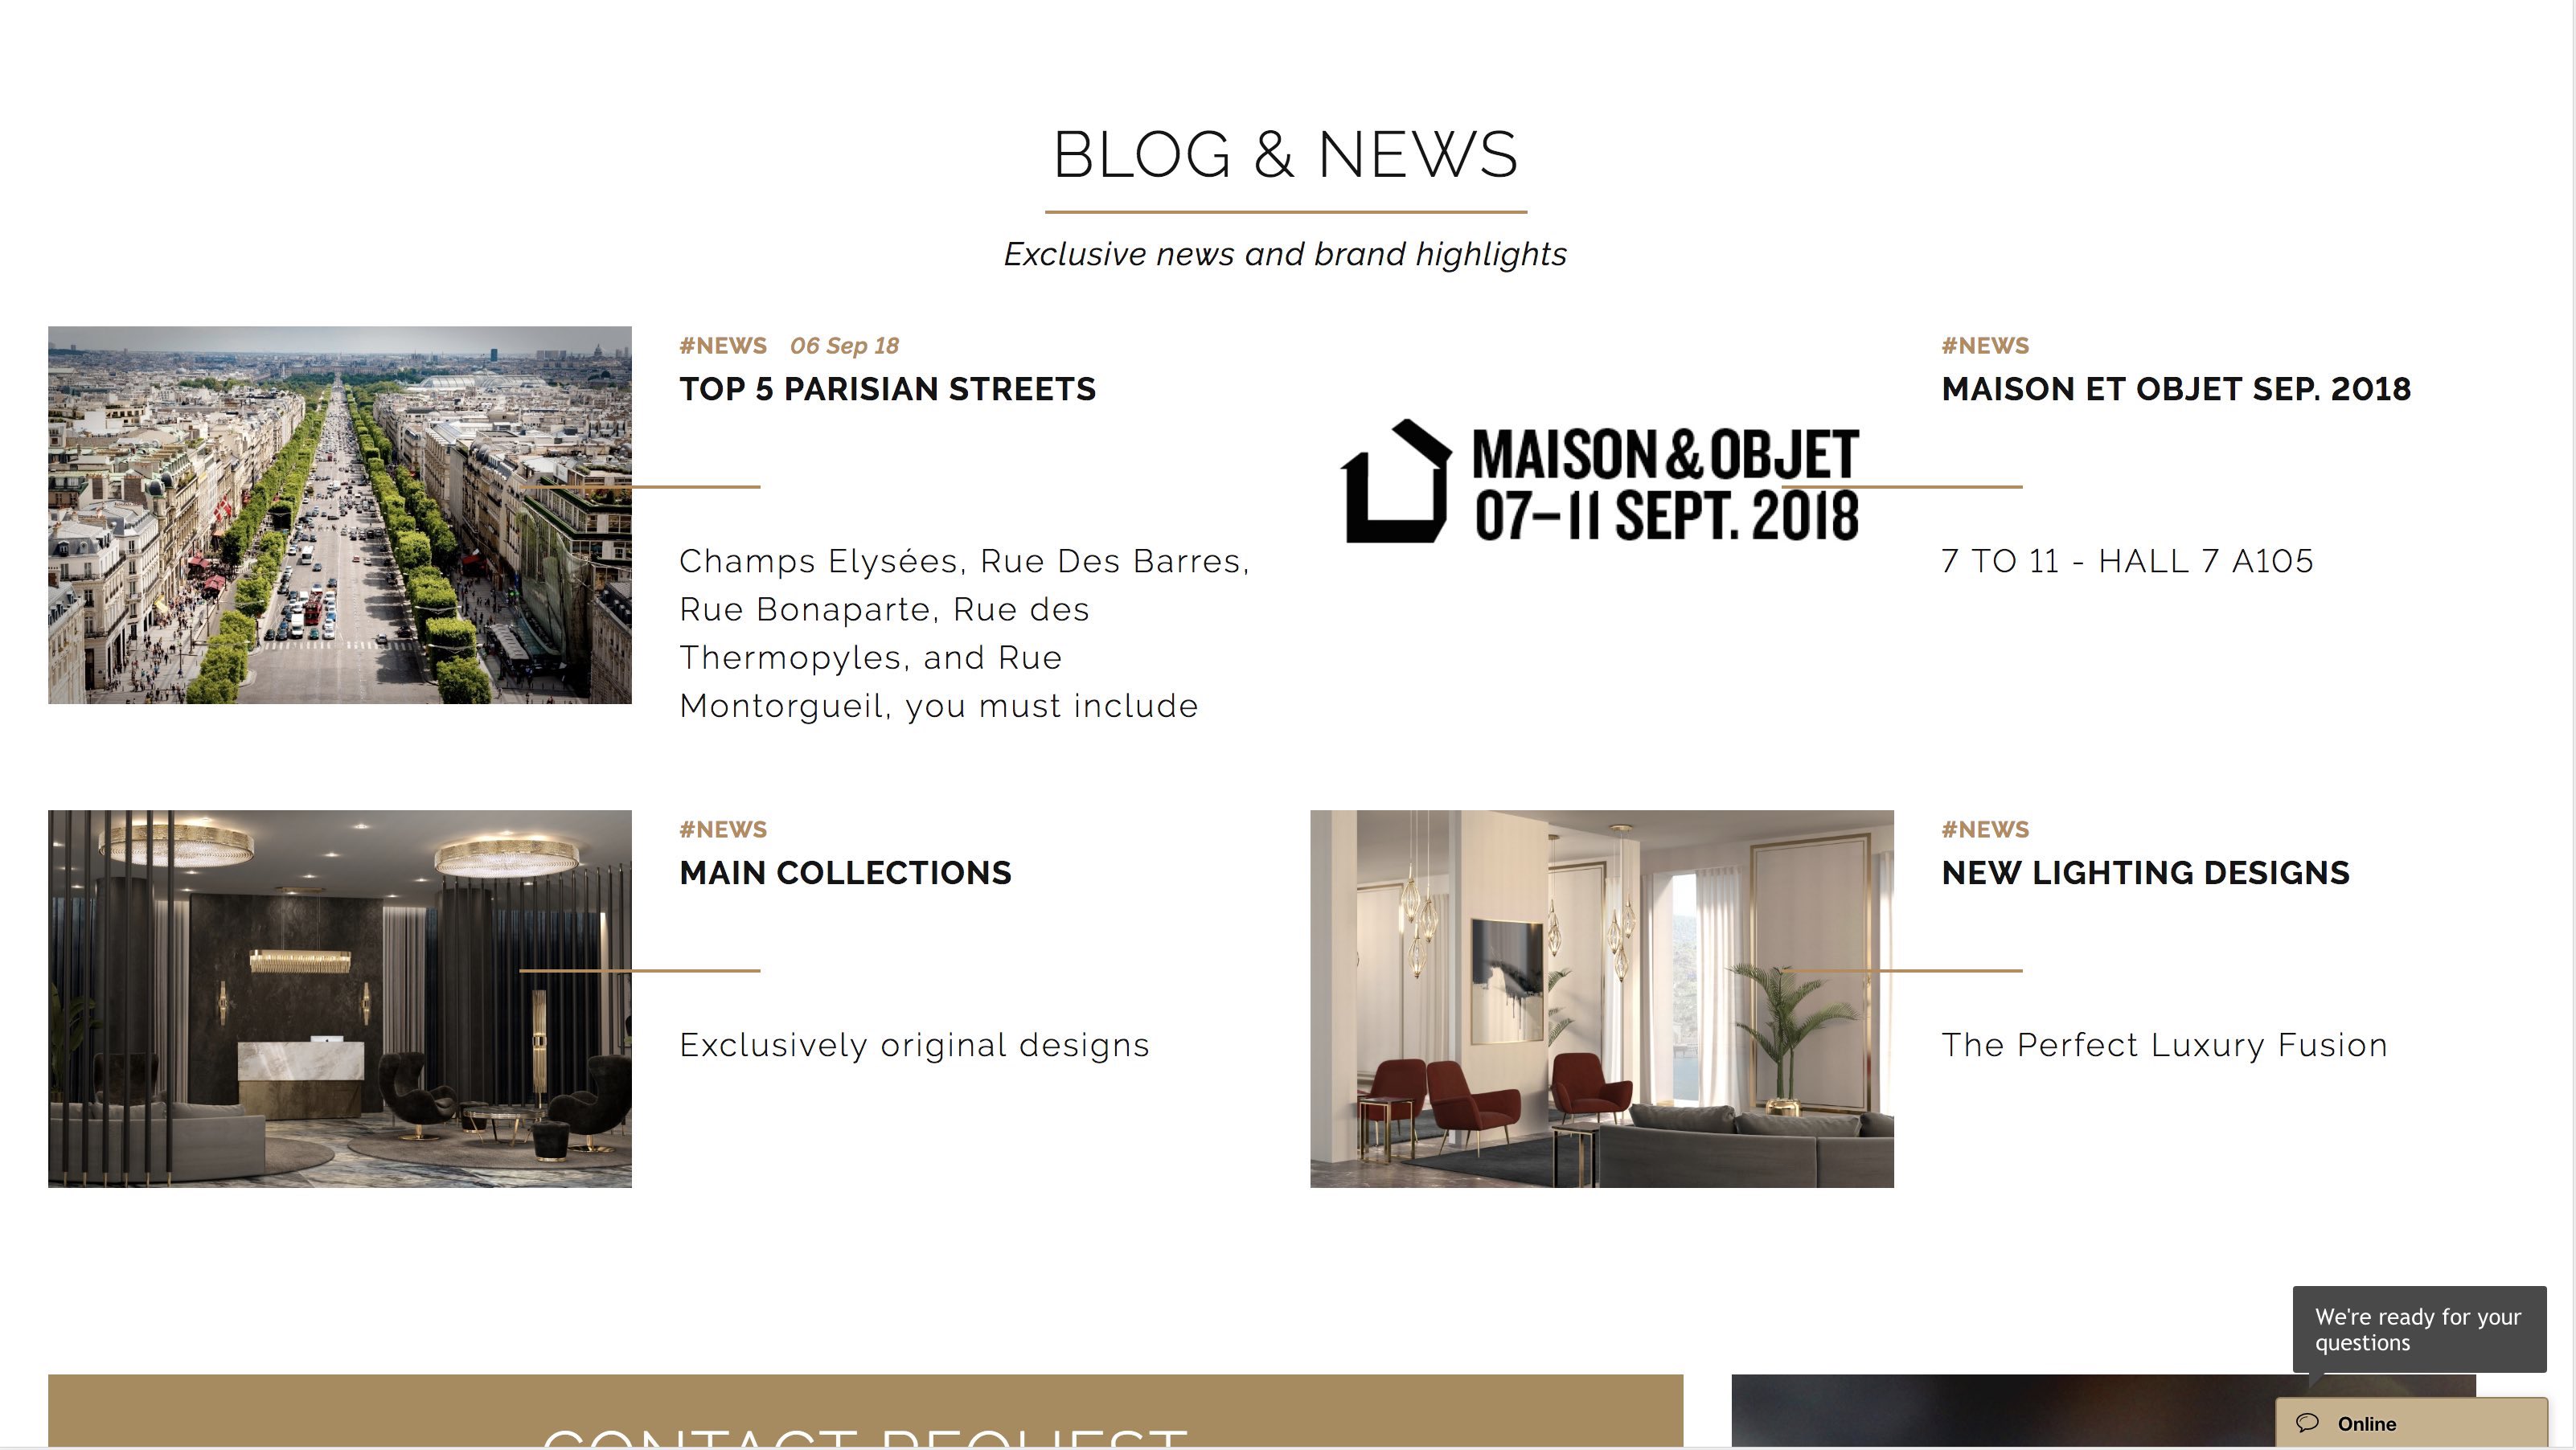 BLOG & NEWS
Exclusive news and brand highlights
#NEWS 06 Sep 18
TOP 5 PARISIAN STREETS
Champs Elysées, Rue Des Barres,
Rue Bonaparte, Rue des
Thermopyles, and Rue
Montorgueil, you must include
MAISON & OBJET
07–11 SEPT. 2018
#NEWS
MAISON ET OBJET SEP. 2018
7 TO 11 - HALL 7 A105
#NEWS
MAIN COLLECTIONS
Exclusively original designs
#NEWS
NEW LIGHTING DESIGNS
The Perfect Luxury Fusion
We're ready for your
questions
CONTACT REQUEST
Online